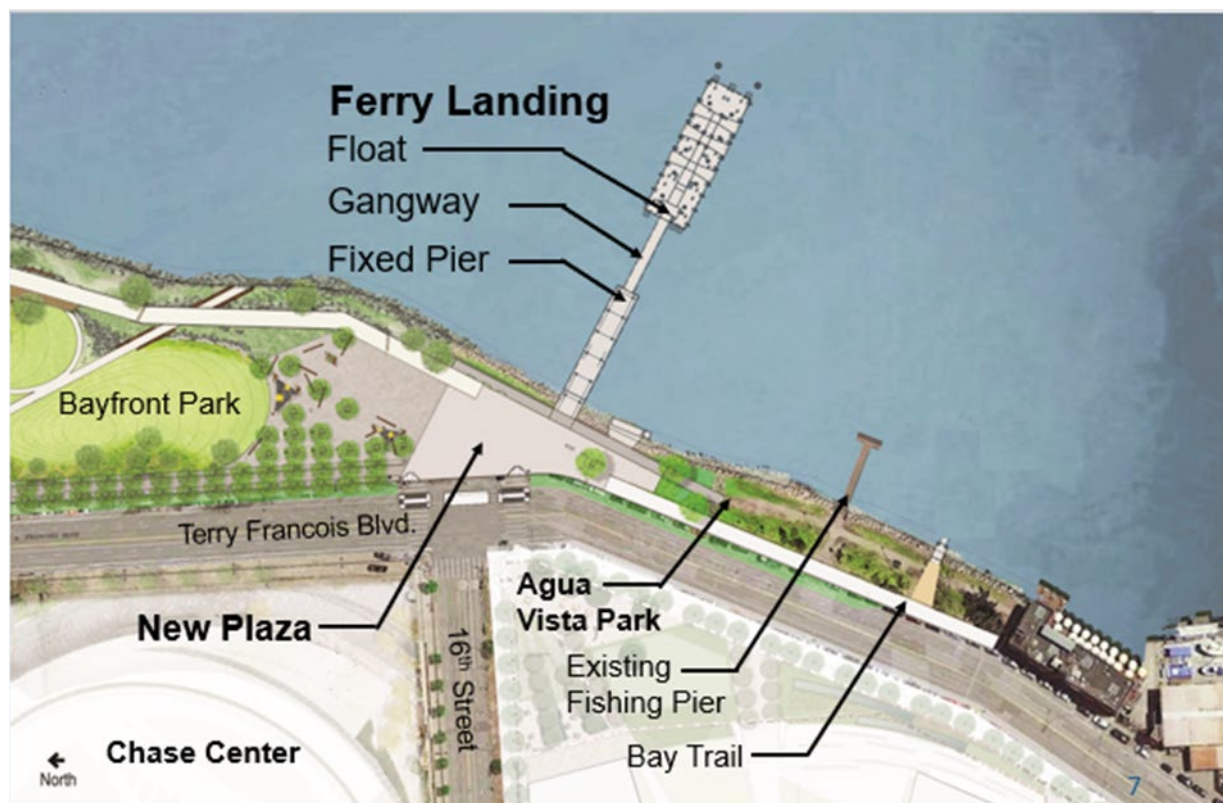 Ferry Landing
Float
Gangway
Fixed Pier
Bayfront Park
Terry Francois Blvd.
New Plaza
16th Street
Agua
Vista Park
Existing
Fishing Pier
Bay Trail
Chase Center
North
7